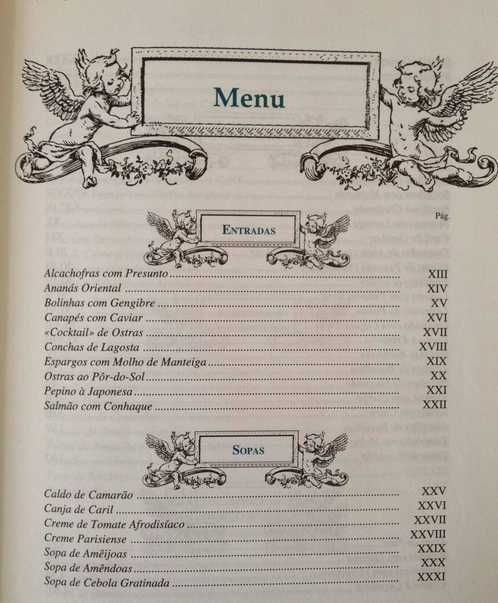 Menu
Pág.
ENTRADAS
Alcachofras com Presunto XIII
Ananás Oriental XIV
Bolinhas com Gengibre XV
Canapés com Caviar XVI
«Cocktail» de Ostras XVII
Conchas de Lagosta XVIII
Espargos com Molho de Manteiga XIX
Ostras ao Pôr-do-Sol XX
Pepino à Japonesa XXI
Salmão com Conhaque XXII
SOPAS
Caldo de Camarão XXV
Canja de Caril XXVI
Creme de Tomate Afrodisíaco XXVII
Creme Parisiense XXVIII
Sopa de Amêijoas XXIX
Sopa de Amêndoas XXX
Sopa de Cebola Gratinada XXXI